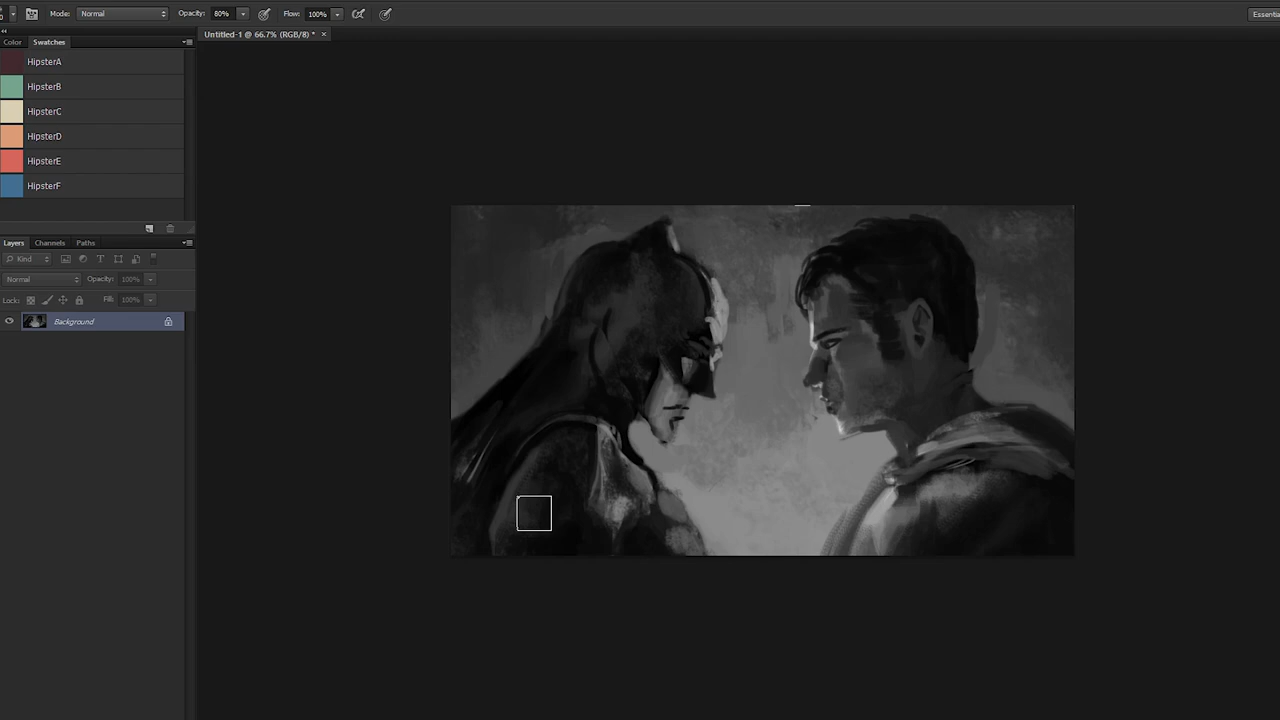 Mode: Normal Opacity: 80% Flow: 100% Essentia
Untitled-1 @ 66.7% (RGB/8) * ×
Color Swatches
HipsterA
HipsterB
HipsterC
HipsterD
HipsterE
HipsterF
Layers Channels Paths
Kind
Normal Opacity: 100%
Lock: Fill: 100%
Background